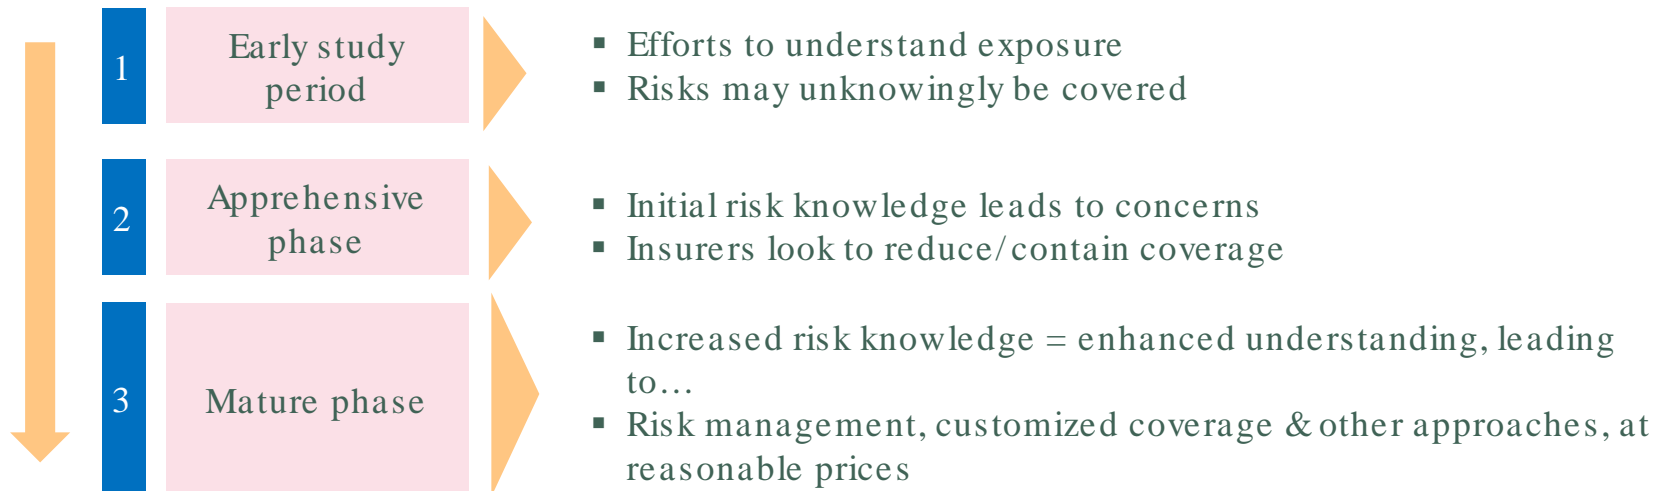 1
Early study
period
▪ Efforts to understand exposure
▪ Risks may unknowingly be covered
2
Apprehensive
phase
▪ Initial risk knowledge leads to concerns
▪ Insurers look to reduce/contain coverage
3
Mature phase
▪ Increased risk knowledge = enhanced understanding, leading
to…
▪ Risk management, customized coverage & other approaches, at
reasonable prices